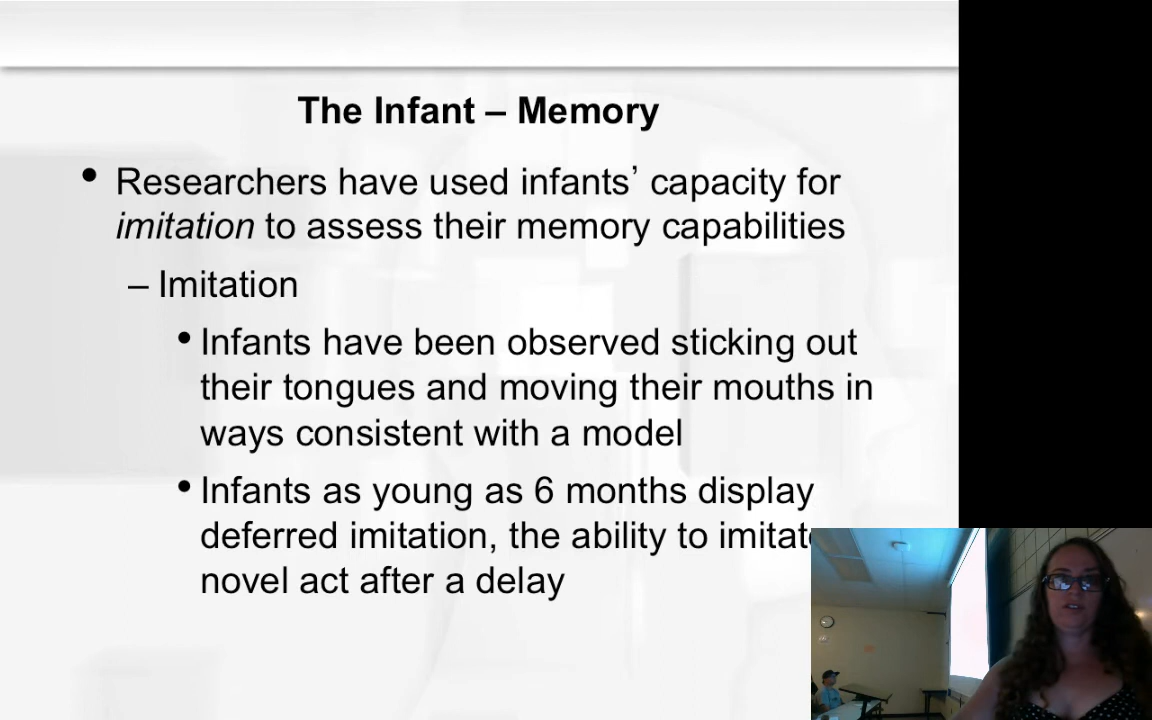 The Infant – Memory
• Researchers have used infants’ capacity for
imitation to assess their memory capabilities
– Imitation
• Infants have been observed sticking out
their tongues and moving their mouths in
ways consistent with a model
• Infants as young as 6 months display
deferred imitation, the ability to
novel act after a delay